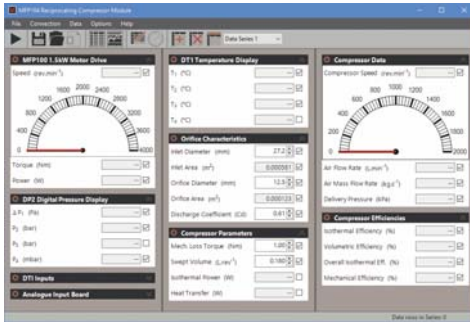 MFP104 Reciprocating Compressor Module
File Connection Data Options Help
Data Series 1
MFP100 1.5kW Motor Drive
Speed (rev.min⁻¹) --
0 400 800 1200 1600 2000 2400 2800 3200 3600 4000
Torque (Nm) --
Power (W) --
DP2 Digital Pressure Display
Δ P₁ (Pa) --
P₂ (bar) --
P₃ (bar) --
P₄ (mbar) --
DTI Inputs
Analogue Input Board
DT1 Temperature Display
T₁ (°C) --
T₂ (°C) --
T₃ (°C) --
T₄ (°C) --
Orifice Characteristics
Inlet Diameter (mm) 27.2
Inlet Area (m²) 0.000581
Orifice Diameter (mm) 12.5
Orifice Area (m²) 0.000123
Discharge Coefficient (Cd) 0.61
Compressor Parameters
Mech. Loss Torque (Nm) 1.00
Swept Volume (L.rev⁻¹) 0.180
Isothermal Power (W) --
Heat Transfer (W) --
Compressor Data
Compressor Speed (rev.min⁻¹) --
0 200 400 600 800 1000 1200 1400 1600 1800 2000
Air Flow Rate (L.min⁻¹) --
Air Mass Flow Rate (kg.s⁻¹) --
Delivery Pressure (kPa) --
Compressor Efficiencies
Isothermal Efficiency (%) --
Volumetric Efficiency (%) --
Overall Isothermal Eff. (%) --
Mechanical Efficiency (%) --
Data rows in Series: 0